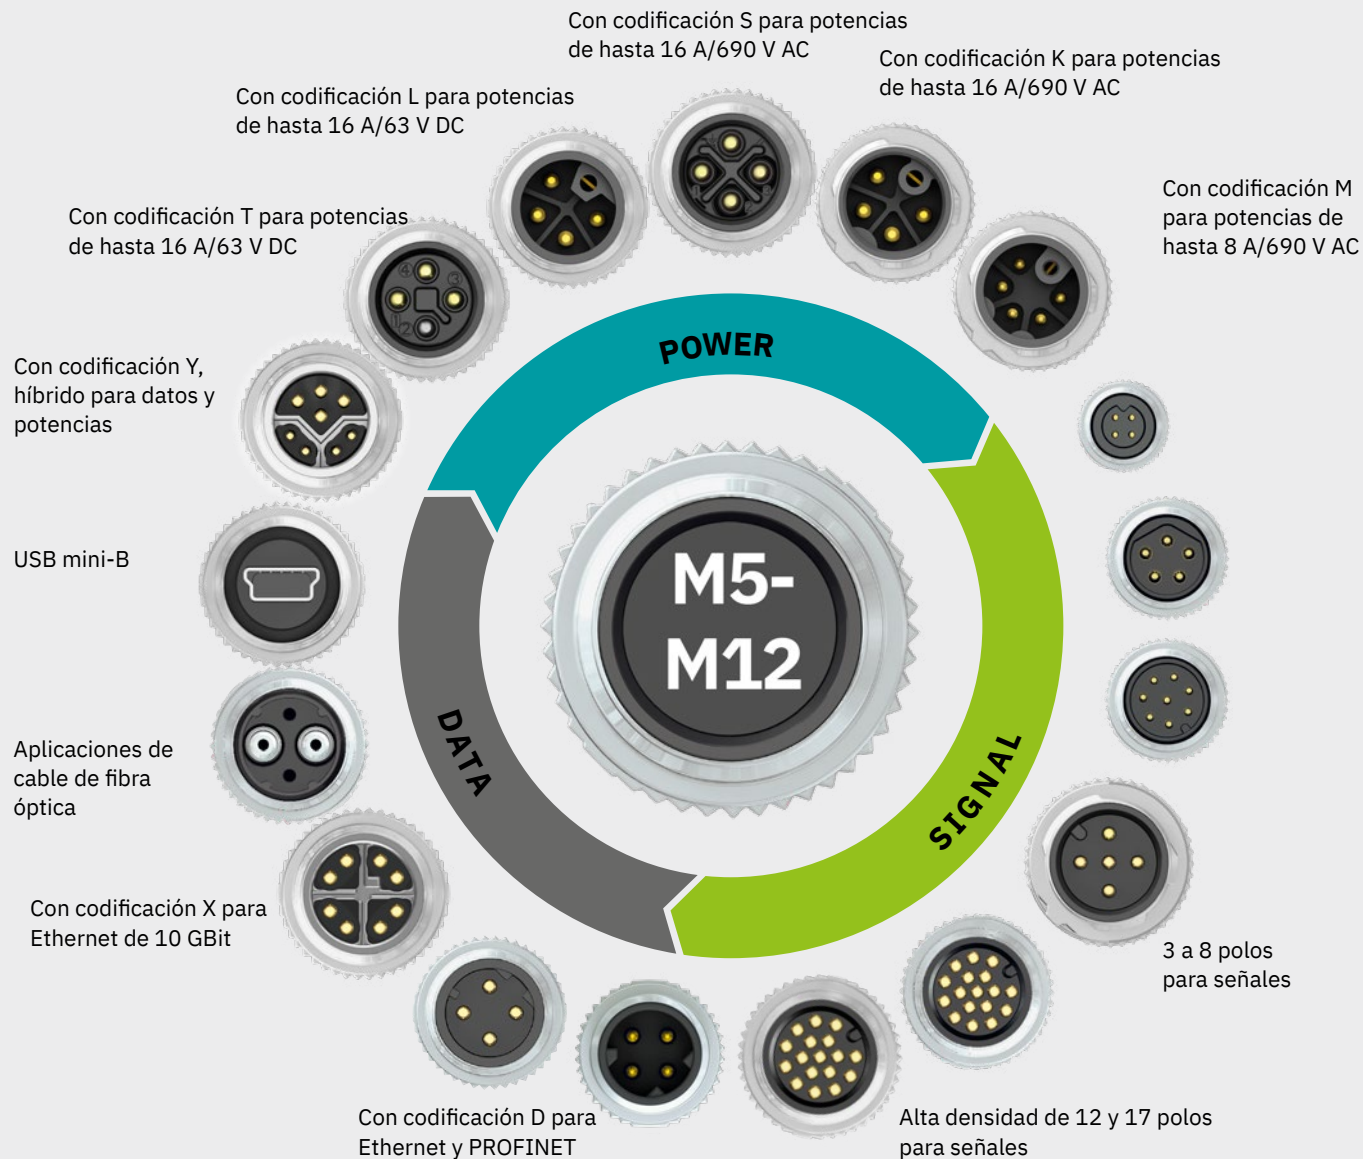 Con codificación S para potencias
de hasta 16 A/690 V AC
Con codificación K para potencias
de hasta 16 A/690 V AC
Con codificación L para potencias
de hasta 16 A/63 V DC
Con codificación M
para potencias de
hasta 8 A/690 V AC
Con codificación T para potencias
de hasta 16 A/63 V DC
POWER
Con codificación Y,
híbrido para datos y
potencias
USB mini-B
M5-
M12
DATA
SIGNAL
Aplicaciones de
cable de fibra
óptica
Con codificación X para
Ethernet de 10 GBit
3 a 8 polos
para señales
Con codificación D para
Ethernet y PROFINET
Alta densidad de 12 y 17 polos
para señales